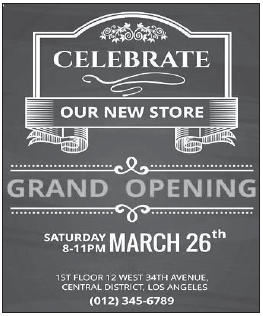 CELEBRATE
OUR NEW STORE
GRAND OPENING
SATURDAY
8-11PM
MARCH 26th
1ST FLOOR 12 WEST 34TH AVENUE,
CENTRAL DISTRICT, LOS ANGELES
(012) 345-6789